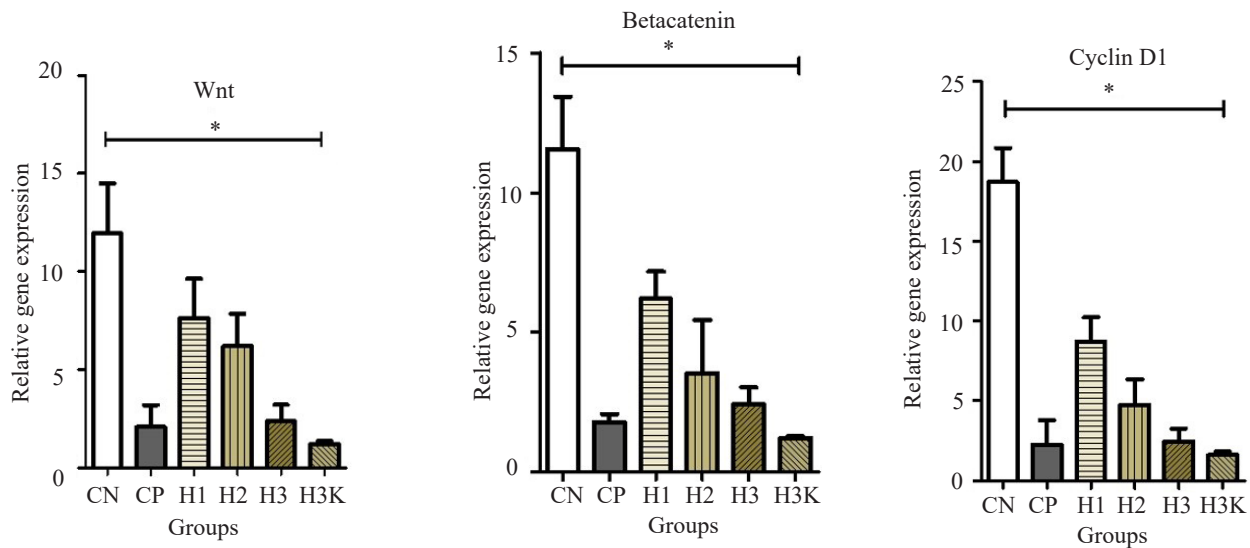 Wnt
*
20
15
10
5
0
Relative gene expression
CN CP H1 H2 H3 H3K
Groups
Betacatenin
*
15
10
5
0
Relative gene expression
CN CP H1 H2 H3 H3K
Groups
Cyclin D1
*
25
20
15
10
5
0
Relative gene expression
CN CP H1 H2 H3 H3K
Groups